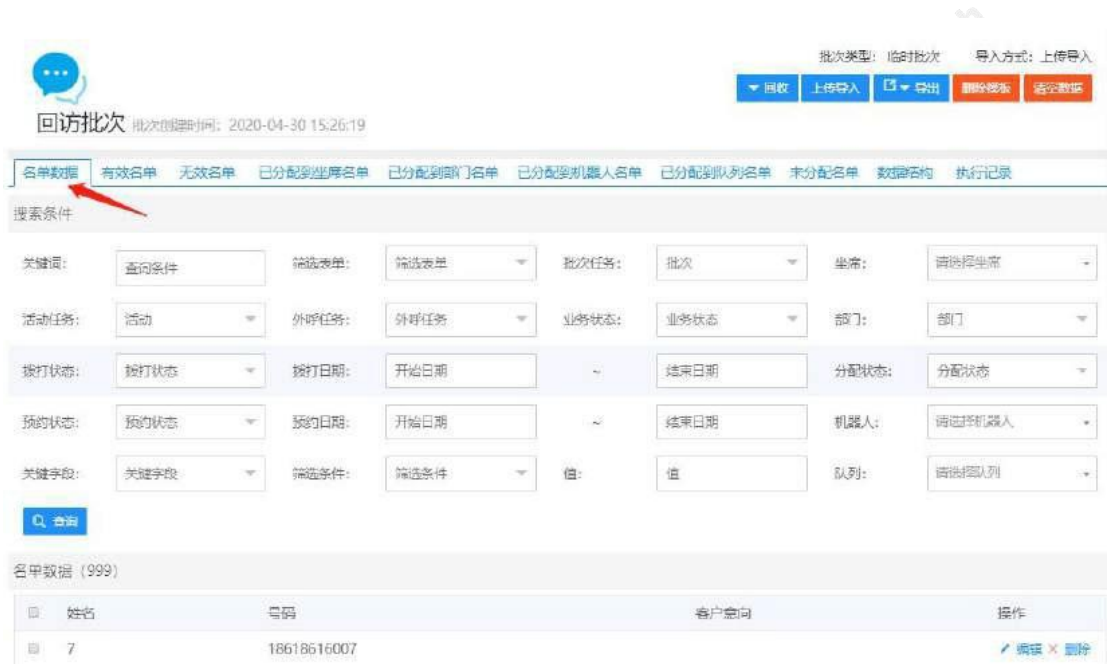 批次类型： 临时批次 导入方式：上传导入
回收 上传导入 导出 删除模板 清空数据
回访批次 批次创建时间：2020-04-30 15:26:19
名单数据 有效名单 无效名单 已分配到坐席名单 已分配到部门名单 已分配到机器人名单 已分配到队列名单 未分配名单 数据结构 执行记录
搜索条件
关键词： 查询条件 筛选表单： 筛选表单 批次任务： 批次 坐席： 请选择坐席
活动任务： 活动 外呼任务： 外呼任务 业务状态： 业务状态 部门： 部门
拨打状态： 拨打状态 拨打日期： 开始日期 ~ 结束日期 分配状态： 分配状态
预约状态： 预约状态 预约日期： 开始日期 ~ 结束日期 机器人： 请选择机器人
关键字段： 关键字段 筛选条件： 筛选条件 值： 值 队列： 请选择队列
查询
名单数据（999）
姓名 号码 客户意向 操作
7 18618616007 编辑 删除